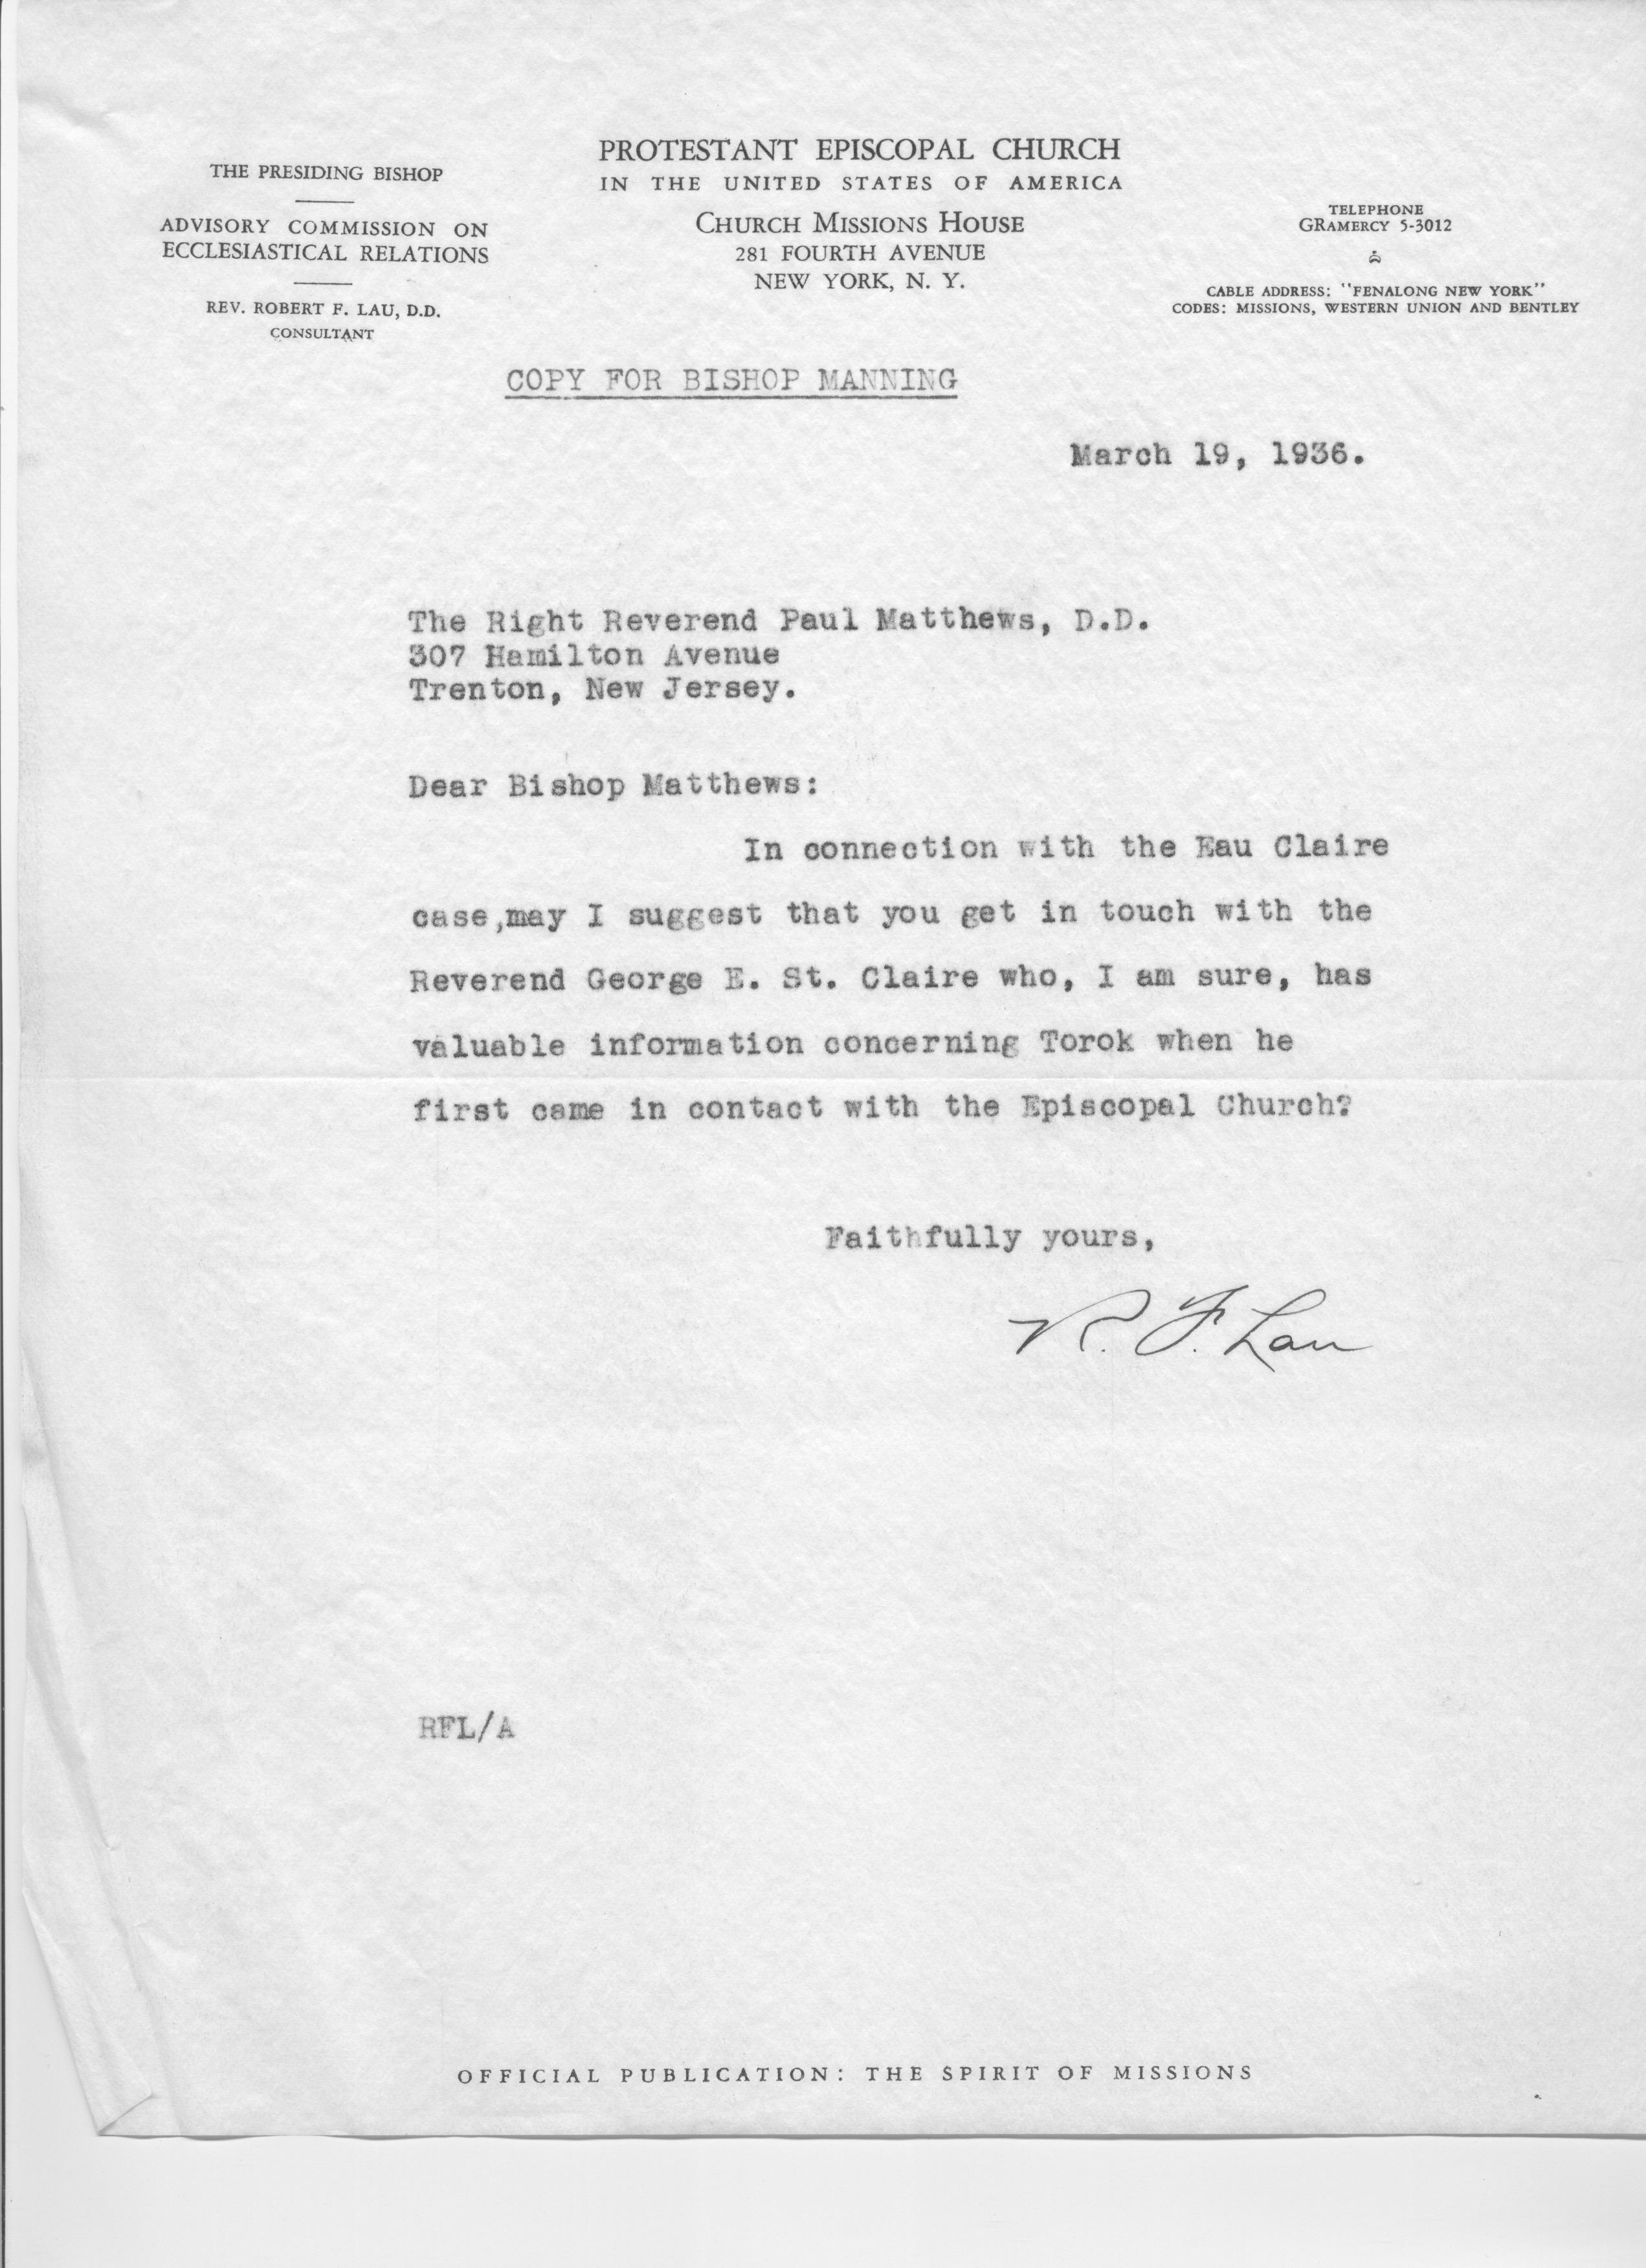 THE PRESIDING BISHOP
ADVISORY COMMISSION ON
ECCLESIASTICAL RELATIONS
REV. ROBERT F. LAU, D.D.
CONSULTANT
PROTESTANT EPISCOPAL CHURCH
IN THE UNITED STATES OF AMERICA
CHURCH MISSIONS HOUSE
281 FOURTH AVENUE
NEW YORK, N. Y.
TELEPHONE
GRAMERCY 5-3012
CABLE ADDRESS: "FENALONG NEW YORK"
CODES: MISSIONS, WESTERN UNION AND BENTLEY
COPY FOR BISHOP MANNING
March 19, 1936.
The Right Reverend Paul Matthews, D.D.
307 Hamilton Avenue
Trenton, New Jersey.
Dear Bishop Matthews:
In connection with the Eau Claire
case,may I suggest that you get in touch with the
Reverend George E. St. Claire who, I am sure, has
valuable information concerning Torok when he
first came in contact with the Episcopal Church?
Faithfully yours,
R. F. Lau
RFL/A
OFFICIAL PUBLICATION: THE SPIRIT OF MISSIONS